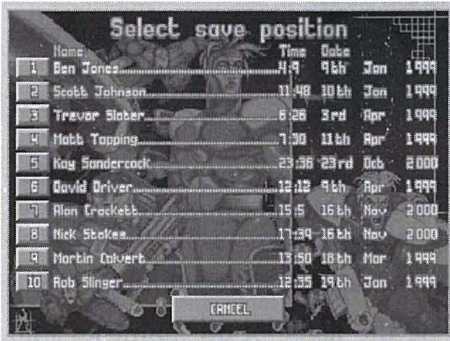 Select save position
Name Time Date
1 Ben Jones 4:9 9th Jan 1999
2 Scott Johnson 11:48 10th Jan 1999
3 Trevor Slater 6:26 3rd Apr 1999
4 Matt Topping 7:30 11th Apr 1999
5 Kay Sondercock 23:36 23rd Oct 2000
6 David Driver 12:12 9th Apr 1999
7 Alan Crockett 15:5 16th Nov 2000
8 Nick Stokes 17:39 16th Nov 2000
9 Martin Calvert 13:50 18th Mar 1999
10 Rob Slinger 12:35 19th Jan 1999
CANCEL